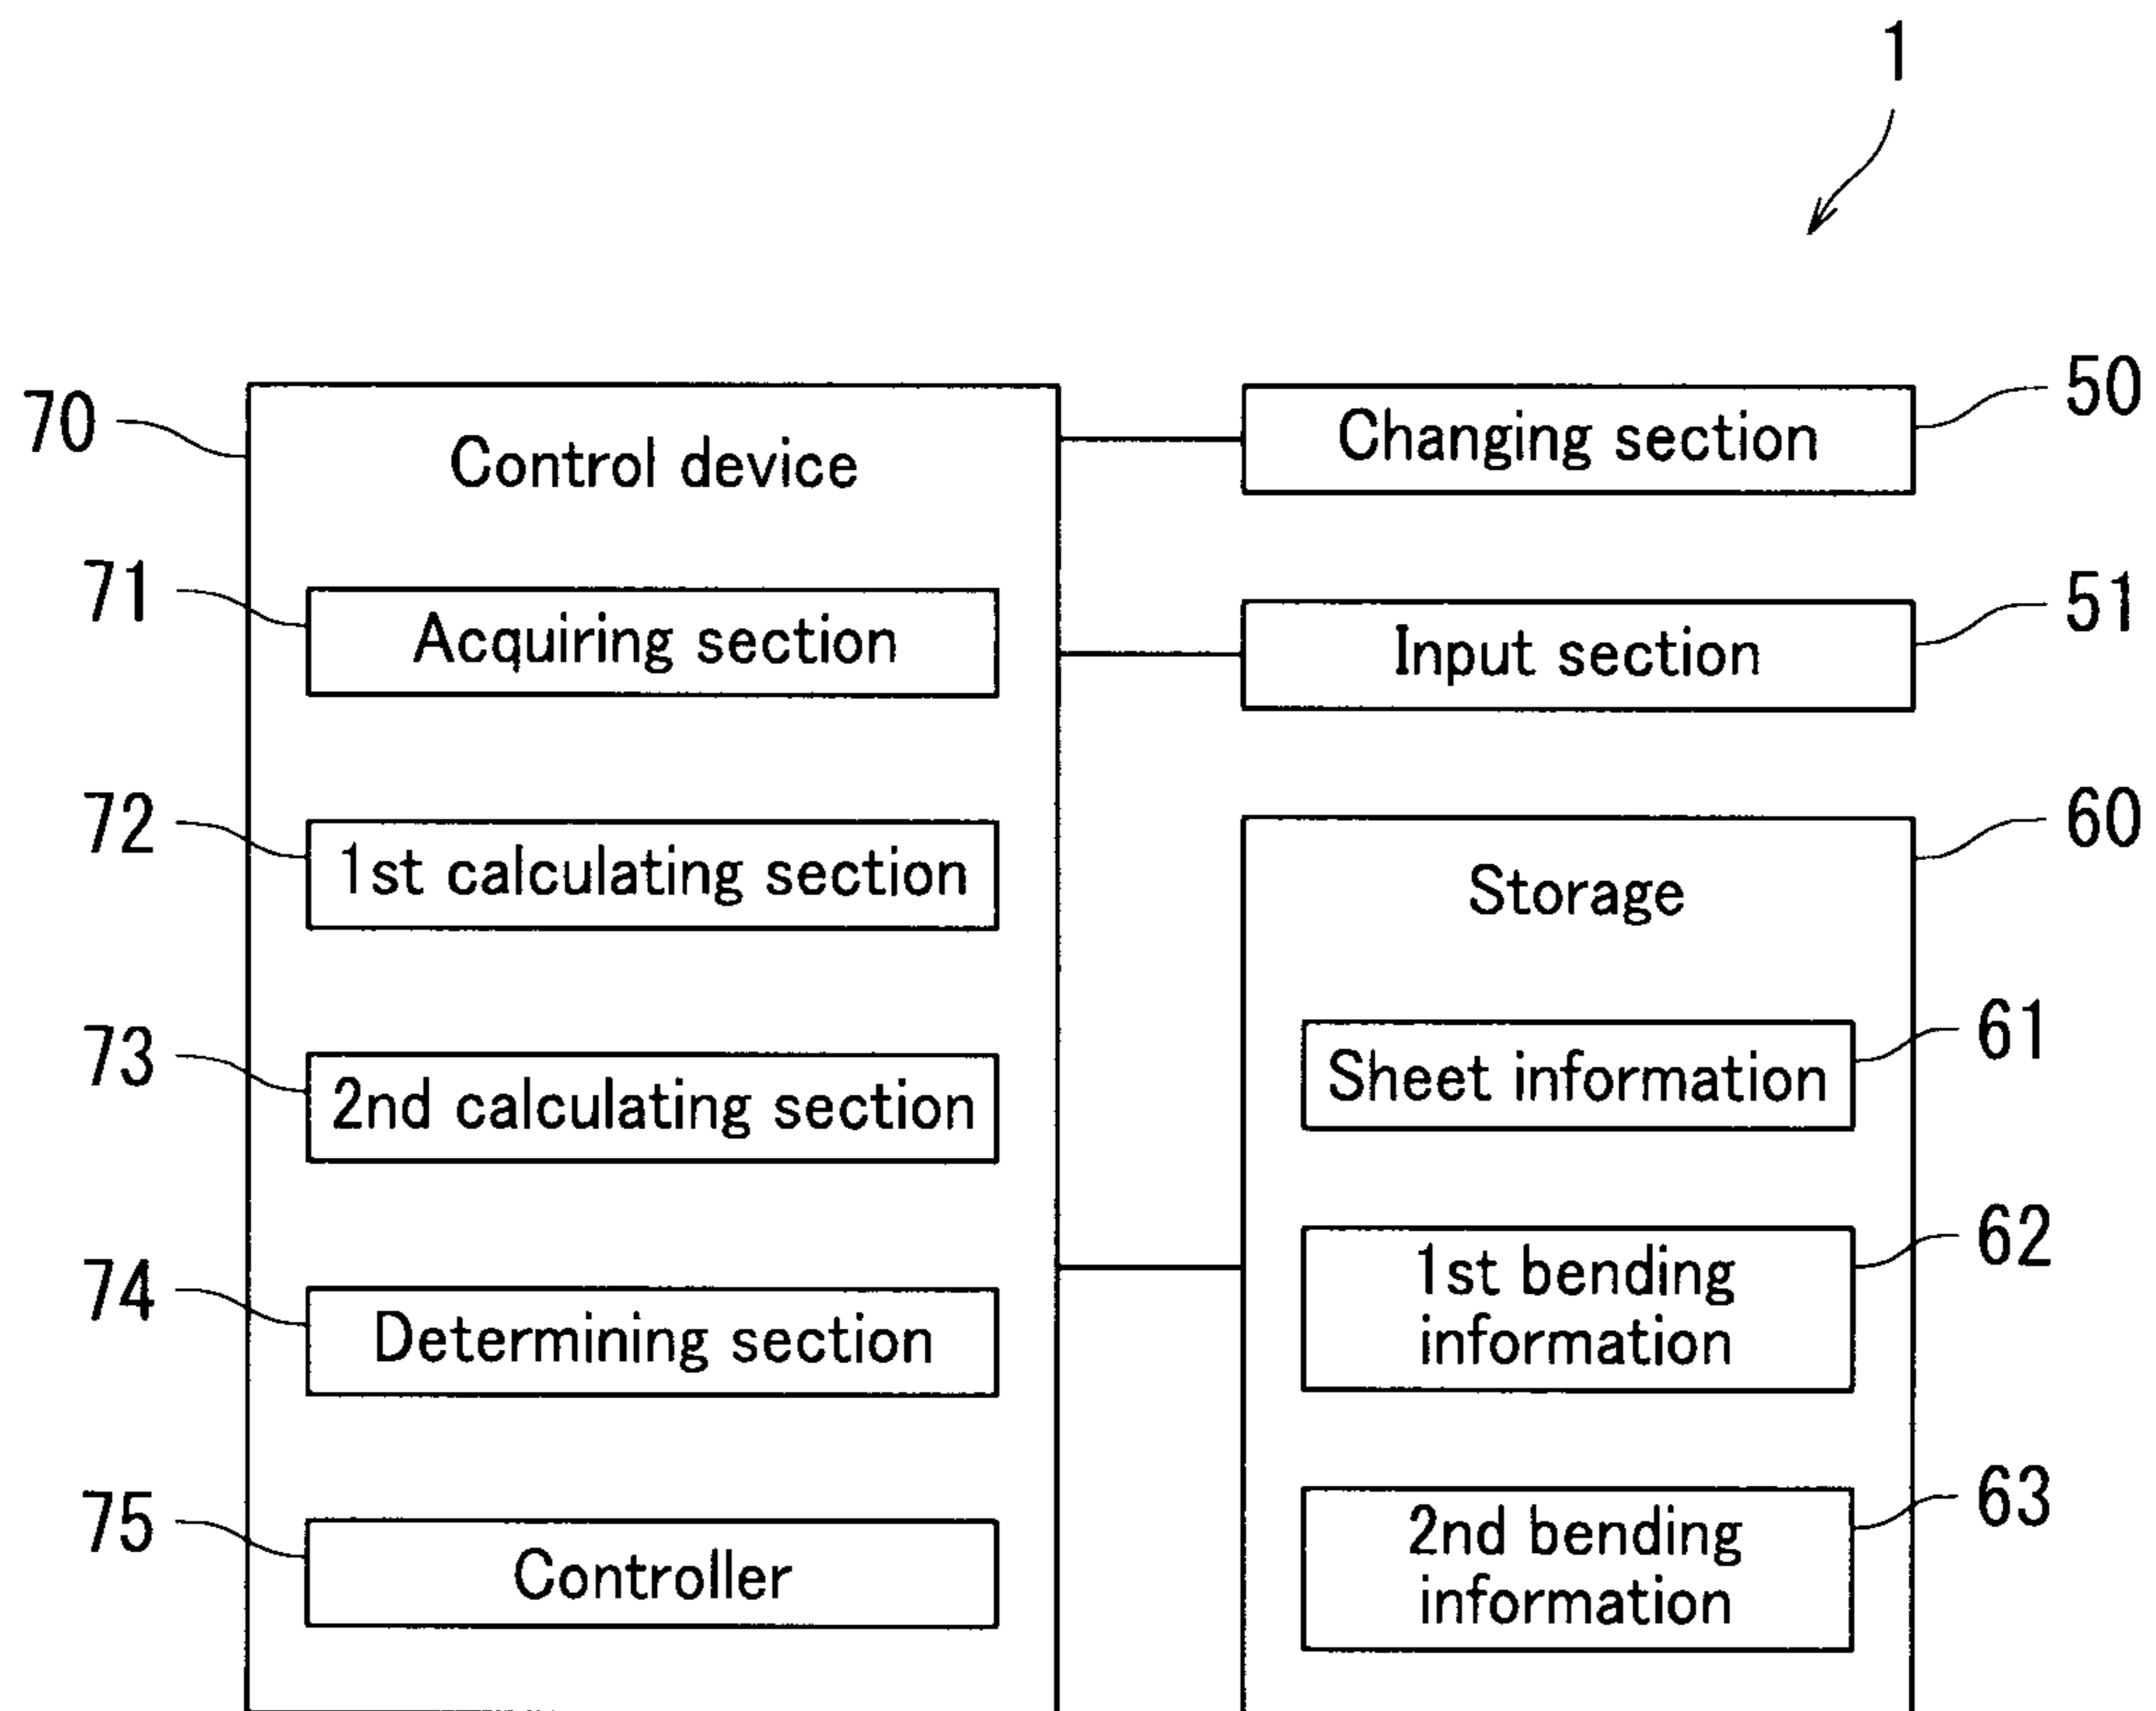 1
70
Control device
50
Changing section
71
Acquiring section
51
Input section
72
1st calculating section
60
Storage
73
2nd calculating section
61
Sheet information
74
Determining section
62
1st bending
information
75
Controller
63
2nd bending
information